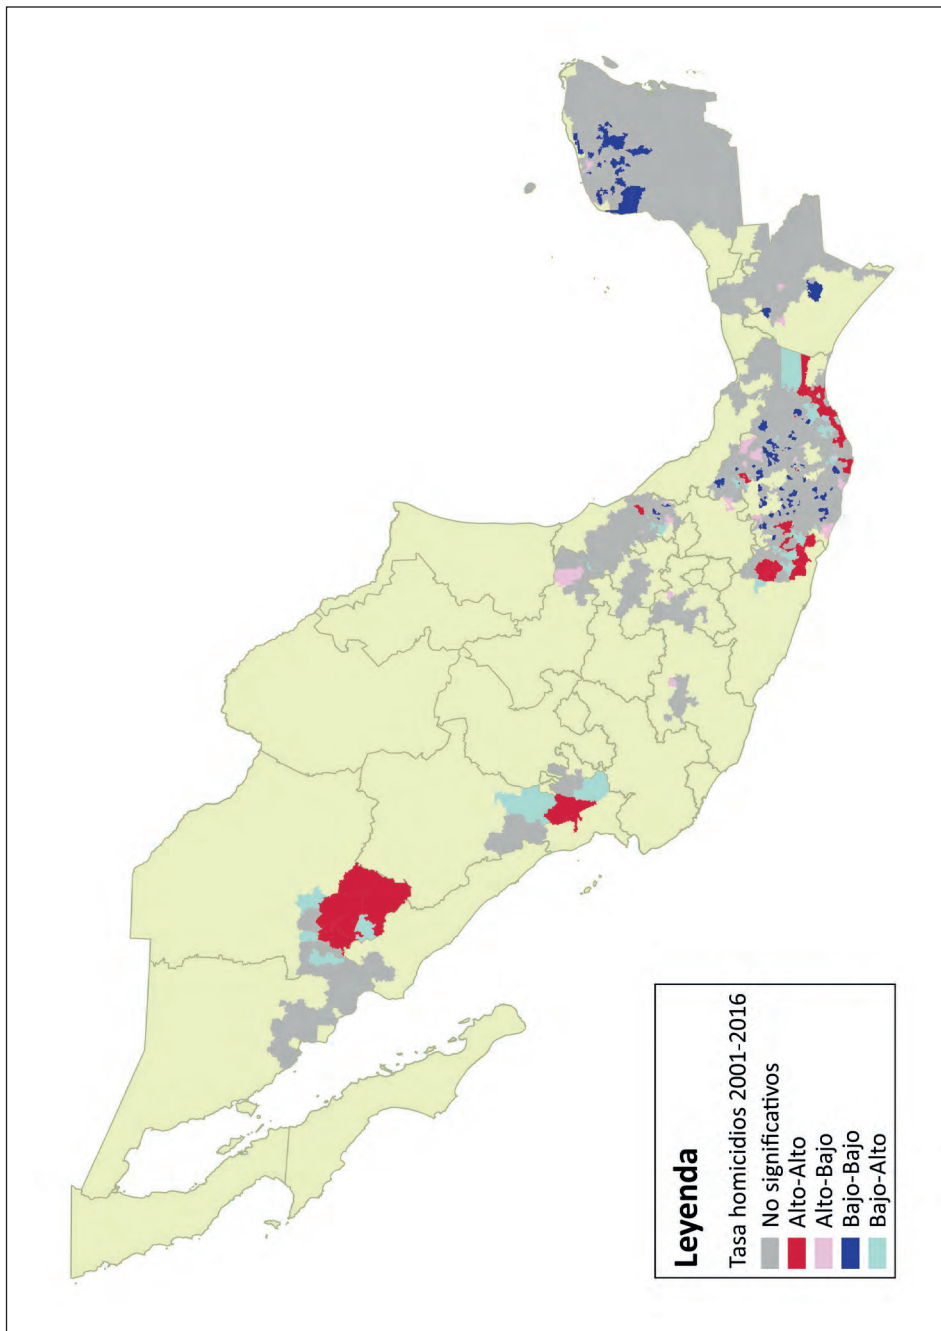 Leyenda
Tasa homicidios 2001-2016
No significativos
Alto-Alto
Alto-Bajo
Bajo-Bajo
Bajo-Alto